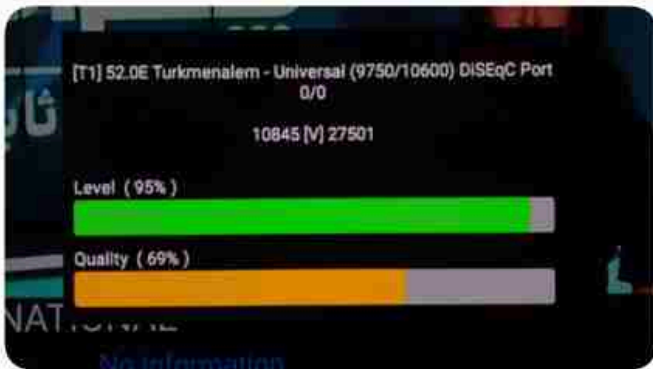 [T1] 52.0E Turkmenalem - Universal (9750/10600) DiSEqC Port
0/0
10845 [V] 27501
Level ( 95% )
Quality ( 69% )
No Information